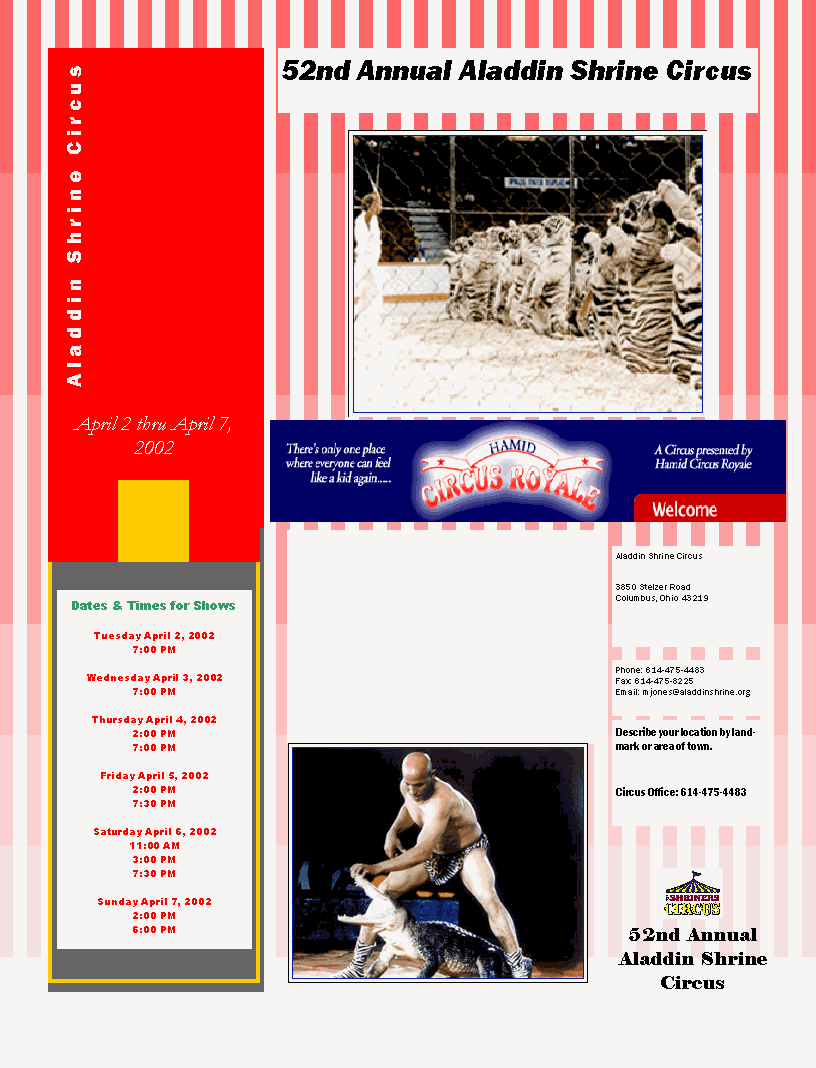 52nd Annual Aladdin Shrine Circus
Aladdin Shrine Circus
April 2 thru April 7,
2002
There's only one place
where everyone can feel
like a kid again.....
HAMID
CIRCUS ROYALE
A Circus presented by
Hamid Circus Royale
Welcome
Dates & Times for Shows
Tuesday April 2, 2002
7:00 PM
Wednesday April 3, 2002
7:00 PM
Thursday April 4, 2002
2:00 PM
7:00 PM
Friday April 5, 2002
2:00 PM
7:30 PM
Saturday April 6, 2002
11:00 AM
3:00 PM
7:30 PM
Sunday April 7, 2002
2:00 PM
6:00 PM
Aladdin Shrine Circus
3850 Stelzer Road
Columbus, Ohio 43219
Phone: 614-475-4483
Fax: 614-475-8225
Email: mjones@aladdinshrine.org
Describe your location by land-
mark or area of town.
Circus Office: 614-475-4483
SHRINERS
CIRCUS
52nd Annual
Aladdin Shrine
Circus